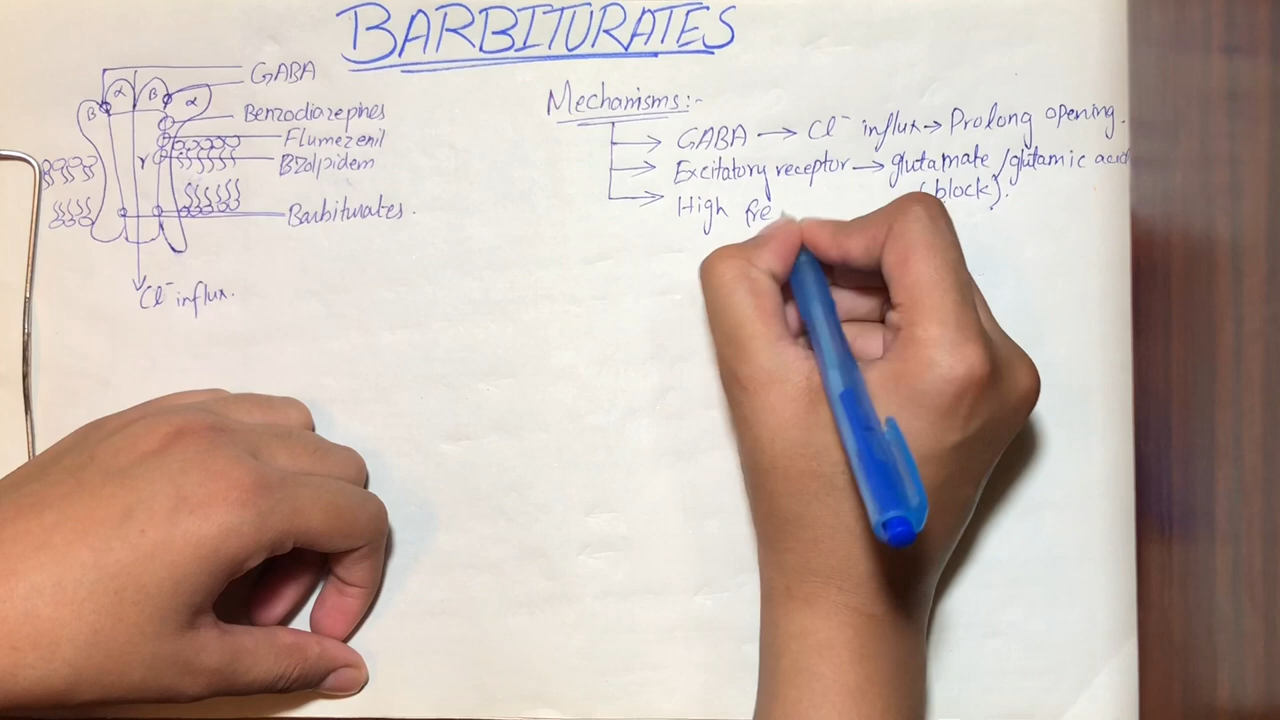 BARBITURATES
GABA
α β α
β
Benzodiazepines
Flumezenil
γ
Bzolpidem
Barbiturates.
Cl⁻ influx.
Mechanisms:-
GABA → Cl⁻ influx → Prolong opening.
Excitatory receptor → glutamate / glutamic acid
(block).
High fre